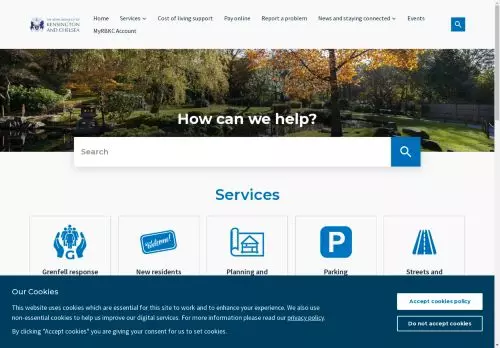 THE ROYAL BOROUGH OF
KENSINGTON
AND CHELSEA
Home
Services
Cost of living support
Pay online
Report a problem
News and staying connected
Events
MyRBKC Account
How can we help?
Search
Services
G
Grenfell response
Welcome!
New residents
Planning and
P
Parking
Streets and
Our Cookies
This website uses cookies which are essential for this site to work and to enhance your experience. We also use
non-essential cookies to help us improve our digital services. For more information please read our privacy policy.
By clicking "Accept cookies" you are giving your consent for us to set cookies.
Accept cookies policy
Do not accept cookies